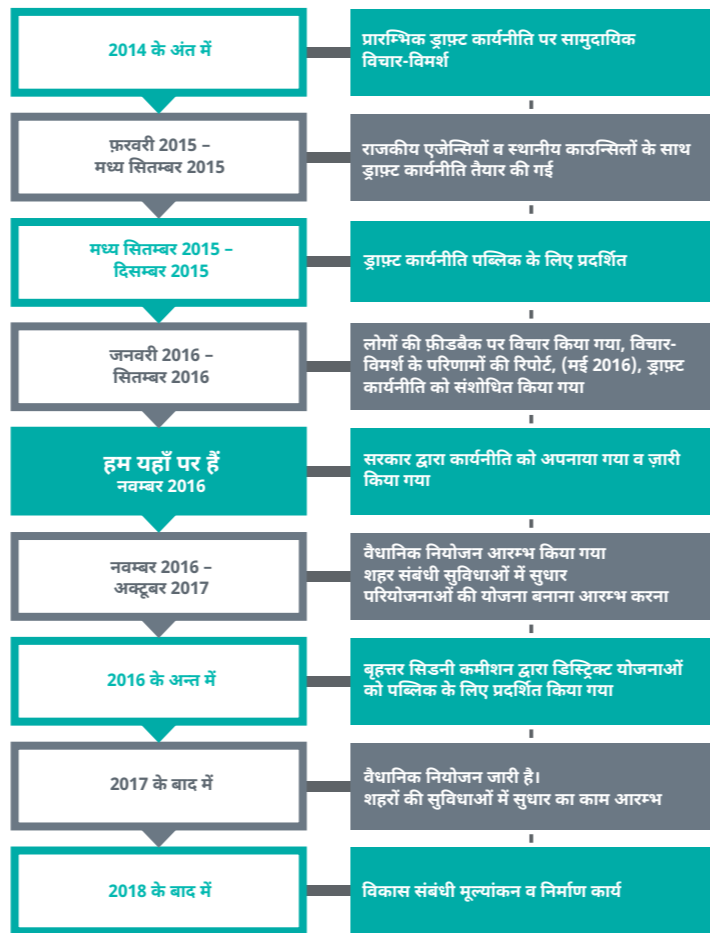 2014 के अंत में
प्रारम्भिक ड्राफ़्ट कार्यनीति पर सामुदायिक
विचार-विमर्श
फ़रवरी 2015 –
मध्य सितम्बर 2015
राजकीय एजेन्सियों व स्थानीय काउन्सिलों के साथ
ड्राफ़्ट कार्यनीति तैयार की गई
मध्य सितम्बर 2015 –
दिसम्बर 2015
ड्राफ़्ट कार्यनीति पब्लिक के लिए प्रदर्शित
जनवरी 2016 –
सितम्बर 2016
लोगों की फ़ीडबैक पर विचार किया गया, विचार-
विमर्श के परिणामों की रिपोर्ट, (मई 2016), ड्राफ़्ट
कार्यनीति को संशोधित किया गया
हम यहाँ पर हैं
नवम्बर 2016
सरकार द्वारा कार्यनीति को अपनाया गया व ज़ारी
किया गया
नवम्बर 2016 –
अक्टूबर 2017
वैधानिक नियोजन आरम्भ किया गया
शहर संबंधी सुविधाओं में सुधार
परियोजनाओं की योजना बनाना आरम्भ करना
2016 के अन्त में
बृहत्तर सिडनी कमीशन द्वारा डिस्ट्रिक्ट योजनाओं
को पब्लिक के लिए प्रदर्शित किया गया
2017 के बाद में
वैधानिक नियोजन जारी है।
शहरों की सुविधाओं में सुधार का काम आरम्भ
2018 के बाद में
विकास संबंधी मूल्यांकन व निर्माण कार्य